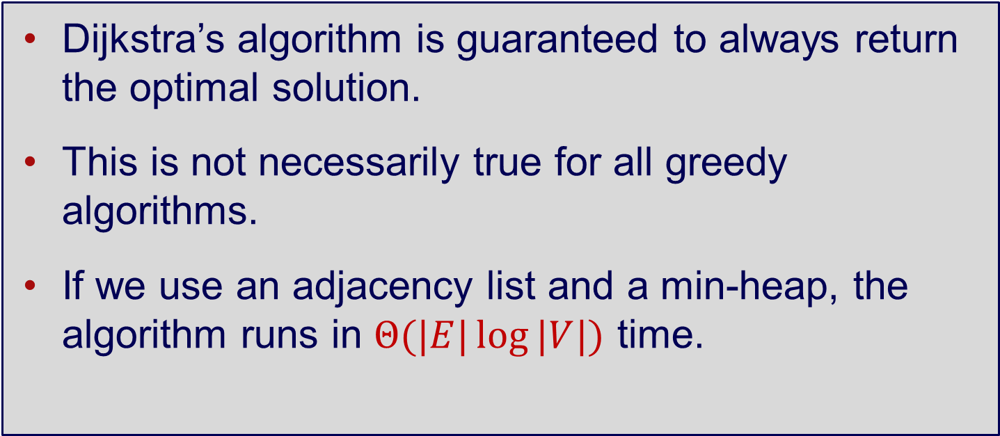 • Dijkstra’s algorithm is guaranteed to always return
the optimal solution.
• This is not necessarily true for all greedy
algorithms.
• If we use an adjacency list and a min-heap, the
algorithm runs in Θ(|E| log |V|) time.